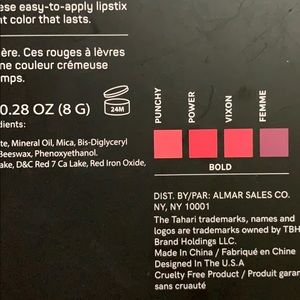 ese easy-to-apply lipstix
nt color that lasts.
ière. Ces rouges à lèvres
ne couleur crémeuse
mps.
0.28 OZ (8 G)
24M
dients:
te, Mineral Oil, Mica, Bis-Diglyceryl
Beeswax, Phenoxyethanol.
ake, D&C Red 7 Ca Lake, Red Iron Oxide,
PUNCHY
POWER
VIXON
FEMME
BOLD
DIST. BY/PAR: ALMAR SALES CO.
NY, NY 10001
The Tahari trademarks, names and
logos are trademarks owned by TBH
Brand Holdings LLC.
Made In China / Fabriqué en Chine
Designed In The U.S.A
Cruelty Free Product / Produit garan
sans cruauté